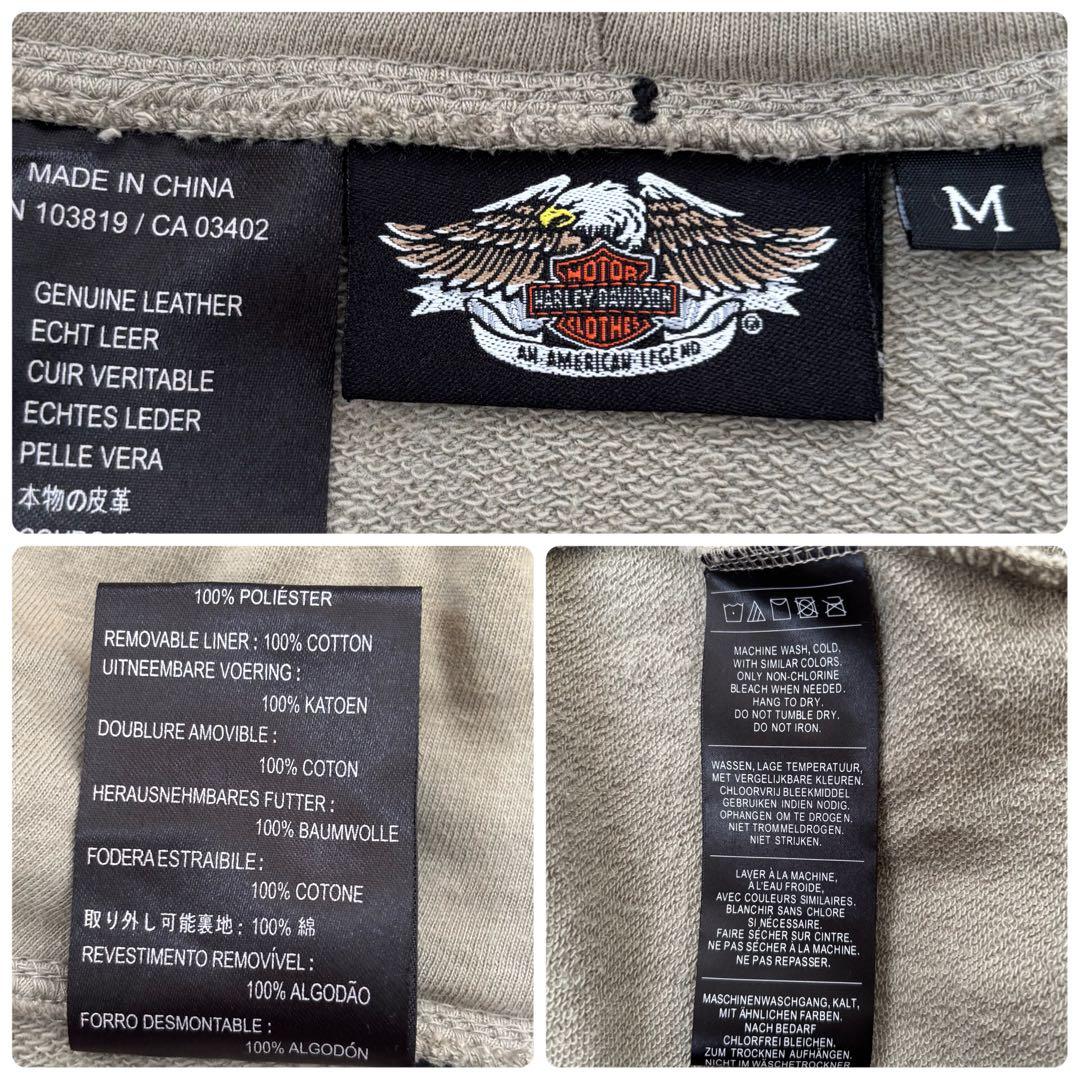 MADE IN CHINA
N 103819 / CA 03402
GENUINE LEATHER
ECHT LEER
CUIR VERITABLE
ECHTES LEDER
PELLE VERA
本物の皮革
MOTOR
HARLEY-DAVIDSON
CLOTHES
AN AMERICAN LEGEND
®
M
100% POLIÉSTER
REMOVABLE LINER : 100% COTTON
UITNEEMBARE VOERING :
100% KATOEN
DOUBLURE AMOVIBLE :
100% COTON
HERAUSNEHMBARES FUTTER :
100% BAUMWOLLE
FODERA ESTRAIBILE :
100% COTONE
取り外し可能裏地 : 100% 綿
REVESTIMENTO REMOVÍVEL :
100% ALGODÃO
FORRO DESMONTABLE :
100% ALGODÓN
MACHINE WASH, COLD,
WITH SIMILAR COLORS.
ONLY NON-CHLORINE
BLEACH WHEN NEEDED.
HANG TO DRY.
DO NOT TUMBLE DRY.
DO NOT IRON.
WASSEN, LAGE TEMPERATUUR,
MET VERGELIJKBARE KLEUREN.
CHLOORVRIJ BLEEKMIDDEL
GEBRUIKEN INDIEN NODIG.
OPHANGEN OM TE DROGEN.
NIET TROMMELDROGEN.
NIET STRIJKEN.
LAVER À LA MACHINE,
À L'EAU FROIDE,
AVEC COULEURS SIMILAIRES.
BLANCHIR SANS CHLORE
SI NÉCESSAIRE.
FAIRE SÉCHER SUR CINTRE.
NE PAS SÉCHER À LA MACHINE.
NE PAS REPASSER.
MASCHINENWASCHGANG, KALT,
MIT ÄHNLICHEN FARBEN.
NACH BEDARF
CHLORFREI BLEICHEN.
ZUM TROCKNEN AUFHÄNGEN.
NICHT IM WÄSCHETROCKNER